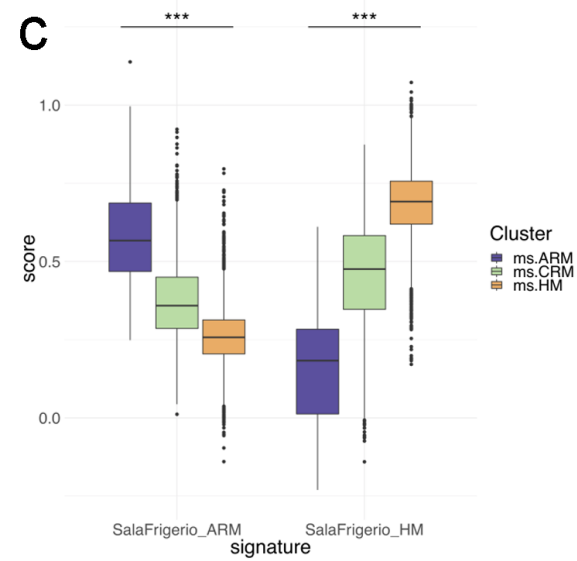 C
*** ***
1.0
0.5
0.0
score
SalaFrigerio_ARM SalaFrigerio_HM
signature
Cluster
ms.ARM
ms.CRM
ms.HM